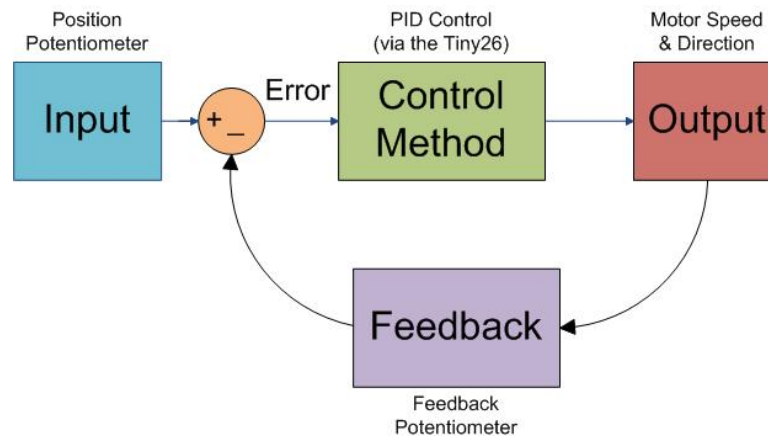 Position
Potentiometer
PID Control
(via the Tiny26)
Motor Speed
& Direction
Input
+
_
Error
Control
Method
Output
Feedback
Feedback
Potentiometer